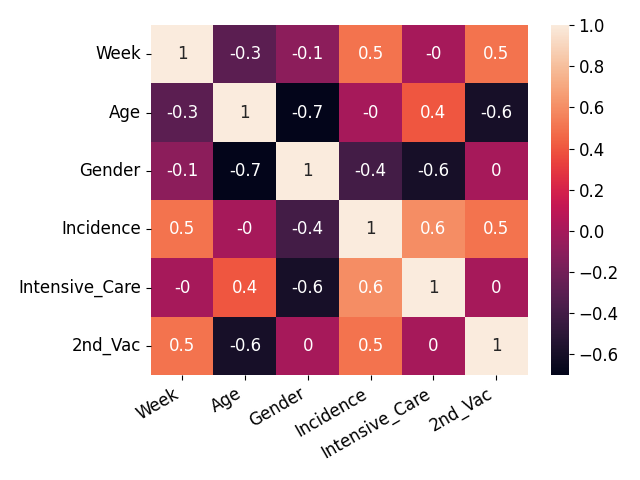 Week 1 -0.3 -0.1 0.5 -0 0.5
Age -0.3 1 -0.7 -0 0.4 -0.6
Gender -0.1 -0.7 1 -0.4 -0.6 0
Incidence 0.5 -0 -0.4 1 0.6 0.5
Intensive_Care -0 0.4 -0.6 0.6 1 0
2nd_Vac 0.5 -0.6 0 0.5 0 1
Week Age Gender Incidence Intensive_Care 2nd_Vac
1.0
0.8
0.6
0.4
0.2
0.0
−0.2
−0.4
−0.6